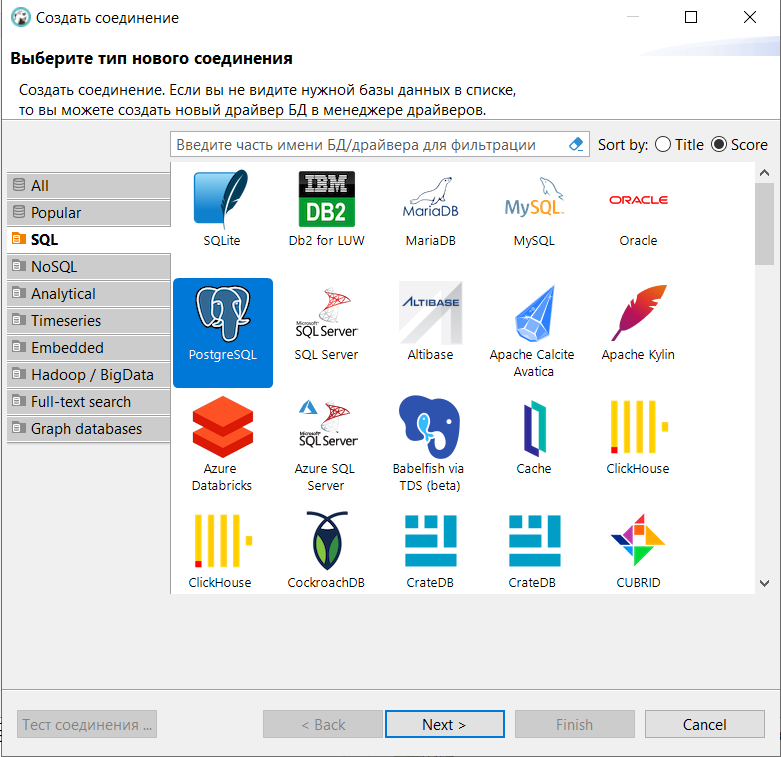 Создать соединение
Выберите тип нового соединения
Создать соединение. Если вы не видите нужной базы данных в списке,
то вы можете создать новый драйвер БД в менеджере драйверов.
Введите часть имени БД/драйвера для фильтрации
Sort by:
Title
Score
All
Popular
SQL
NoSQL
Analytical
Timeseries
Embedded
Hadoop / BigData
Full-text search
Graph databases
SQLite
IBM
DB2
Db2 for LUW
MariaDB
MariaDB
MySQL
MySQL
ORACLE
Oracle
PostgreSQL
Microsoft
SQL Server
SQL Server
ALTIBASE
Altibase
Apache Calcite
Avatica
Apache Kylin
Azure
Databricks
Microsoft
SQL Server
Azure SQL
Server
Babelfish via
TDS (beta)
Cache
ClickHouse
ClickHouse
CockroachDB
CrateDB
CrateDB
CUBRID
Тест соединения ...
< Back
Next >
Finish
Cancel